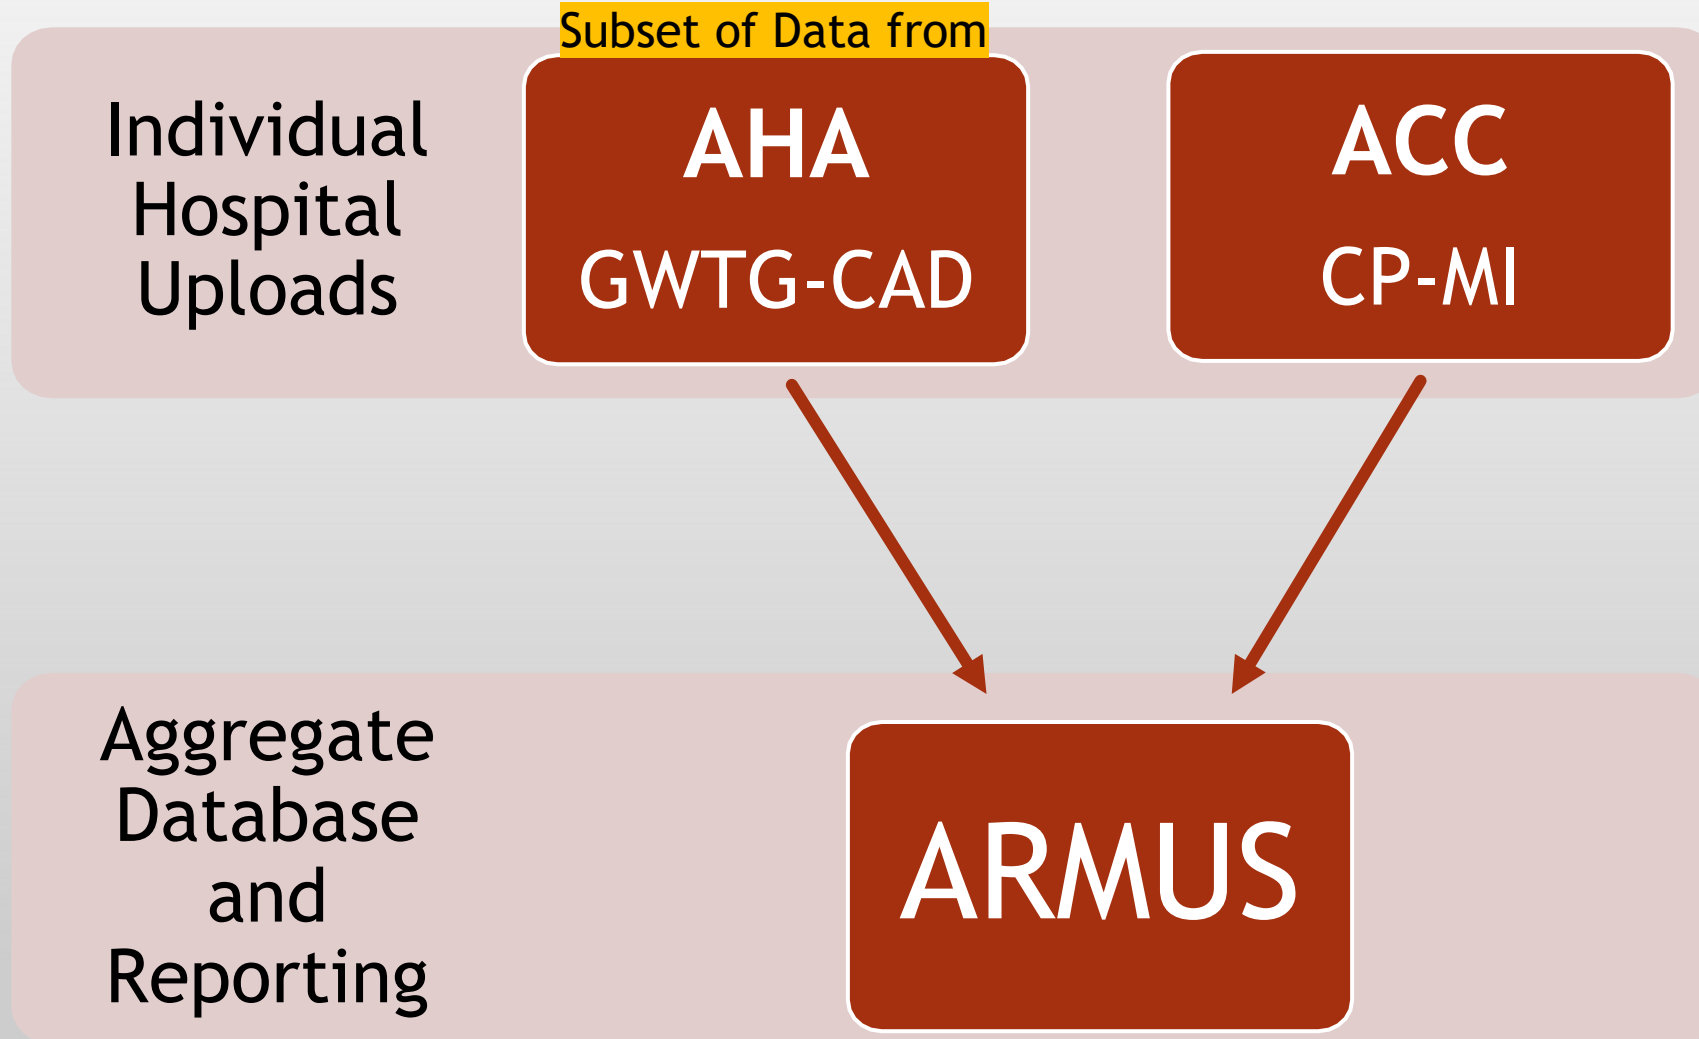 Subset of Data from
Individual
Hospital
Uploads
AHA
GWTG-CAD
ACC
CP-MI
Aggregate
Database
and
Reporting
ARMUS